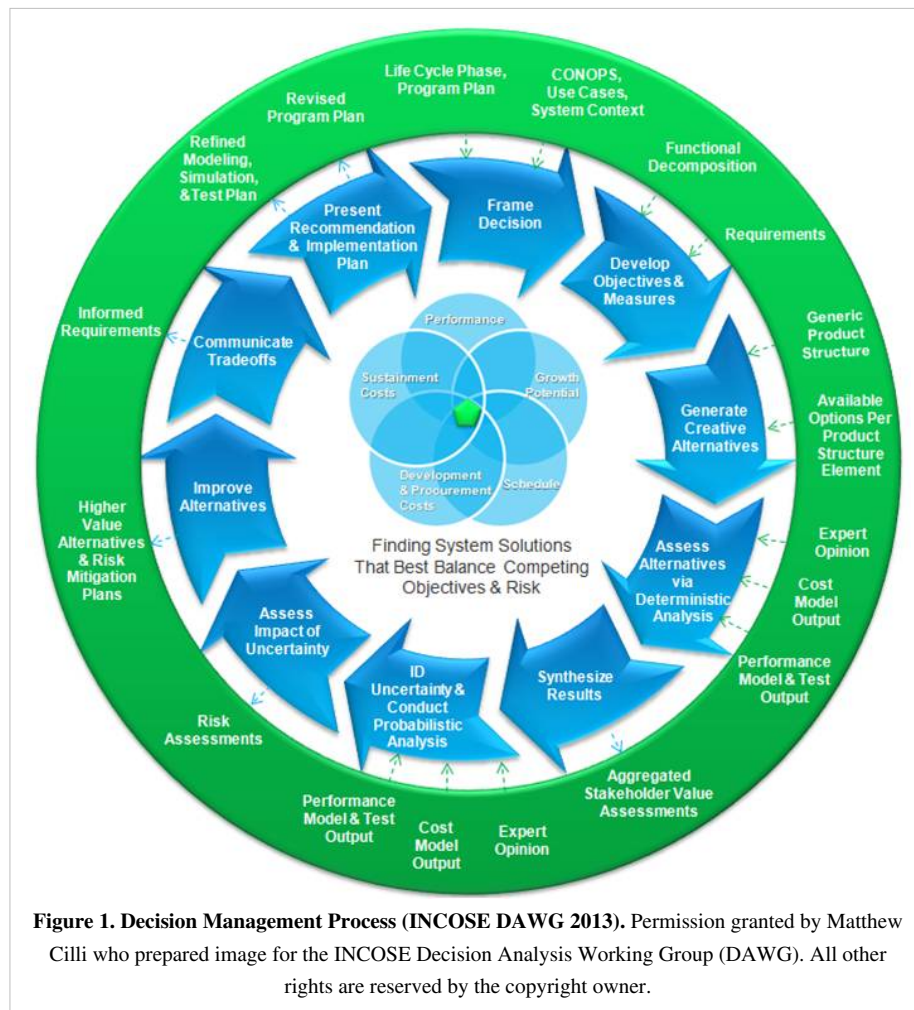 Life Cycle Phase,
Program Plan
CONOPS,
Use Cases,
System Context
Functional
Decomposition
Requirements
Generic
Product
Structure
Available
Options Per
Product
Structure
Element
Expert
Opinion
Cost
Model
Output
Performance
Model & Test
Output
Aggregated
Stakeholder Value
Assessments
Expert
Opinion
Cost
Model
Output
Performance
Model & Test
Output
Risk
Assessments
Higher
Value
Alternatives
& Risk
Mitigation
Plans
Informed
Requirements
Refined
Modeling,
Simulation,
&Test Plan
Revised
Program Plan
Frame
Decision
Develop
Objectives &
Measures
Generate
Creative
Alternatives
Assess
Alternatives via
Deterministic
Analysis
Synthesize
Results
ID
Uncertainty &
Conduct
Probabilistic
Analysis
Assess
Impact of
Uncertainty
Improve
Alternatives
Communicate
Tradeoffs
Present
Recommendation
& Implementation
Plan
Performance
Growth
Potential
Schedule
Development
& Procurement
Costs
Sustainment
Costs
Finding System Solutions
That Best Balance Competing
Objectives & Risk
Figure 1. Decision Management Process (INCOSE DAWG 2013). Permission granted by Matthew
Cilli who prepared image for the INCOSE Decision Analysis Working Group (DAWG). All other
rights are reserved by the copyright owner.